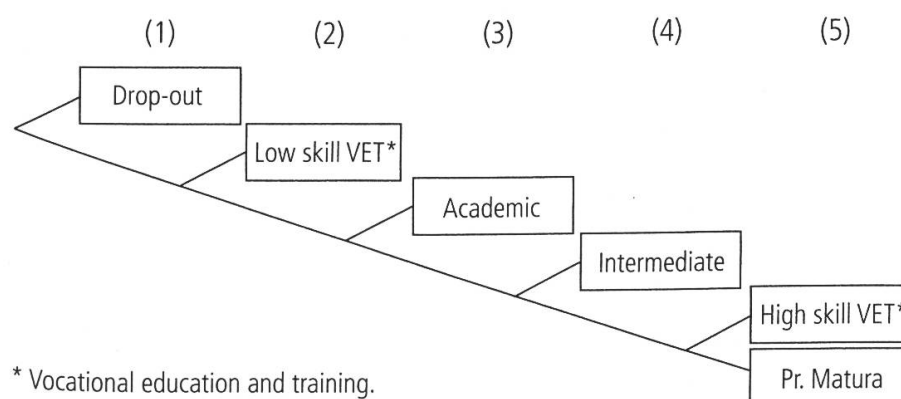 (1) (2) (3) (4) (5)
Drop-out
Low skill VET*
Academic
Intermediate
High skill VET*
Pr. Matura
* Vocational education and training.